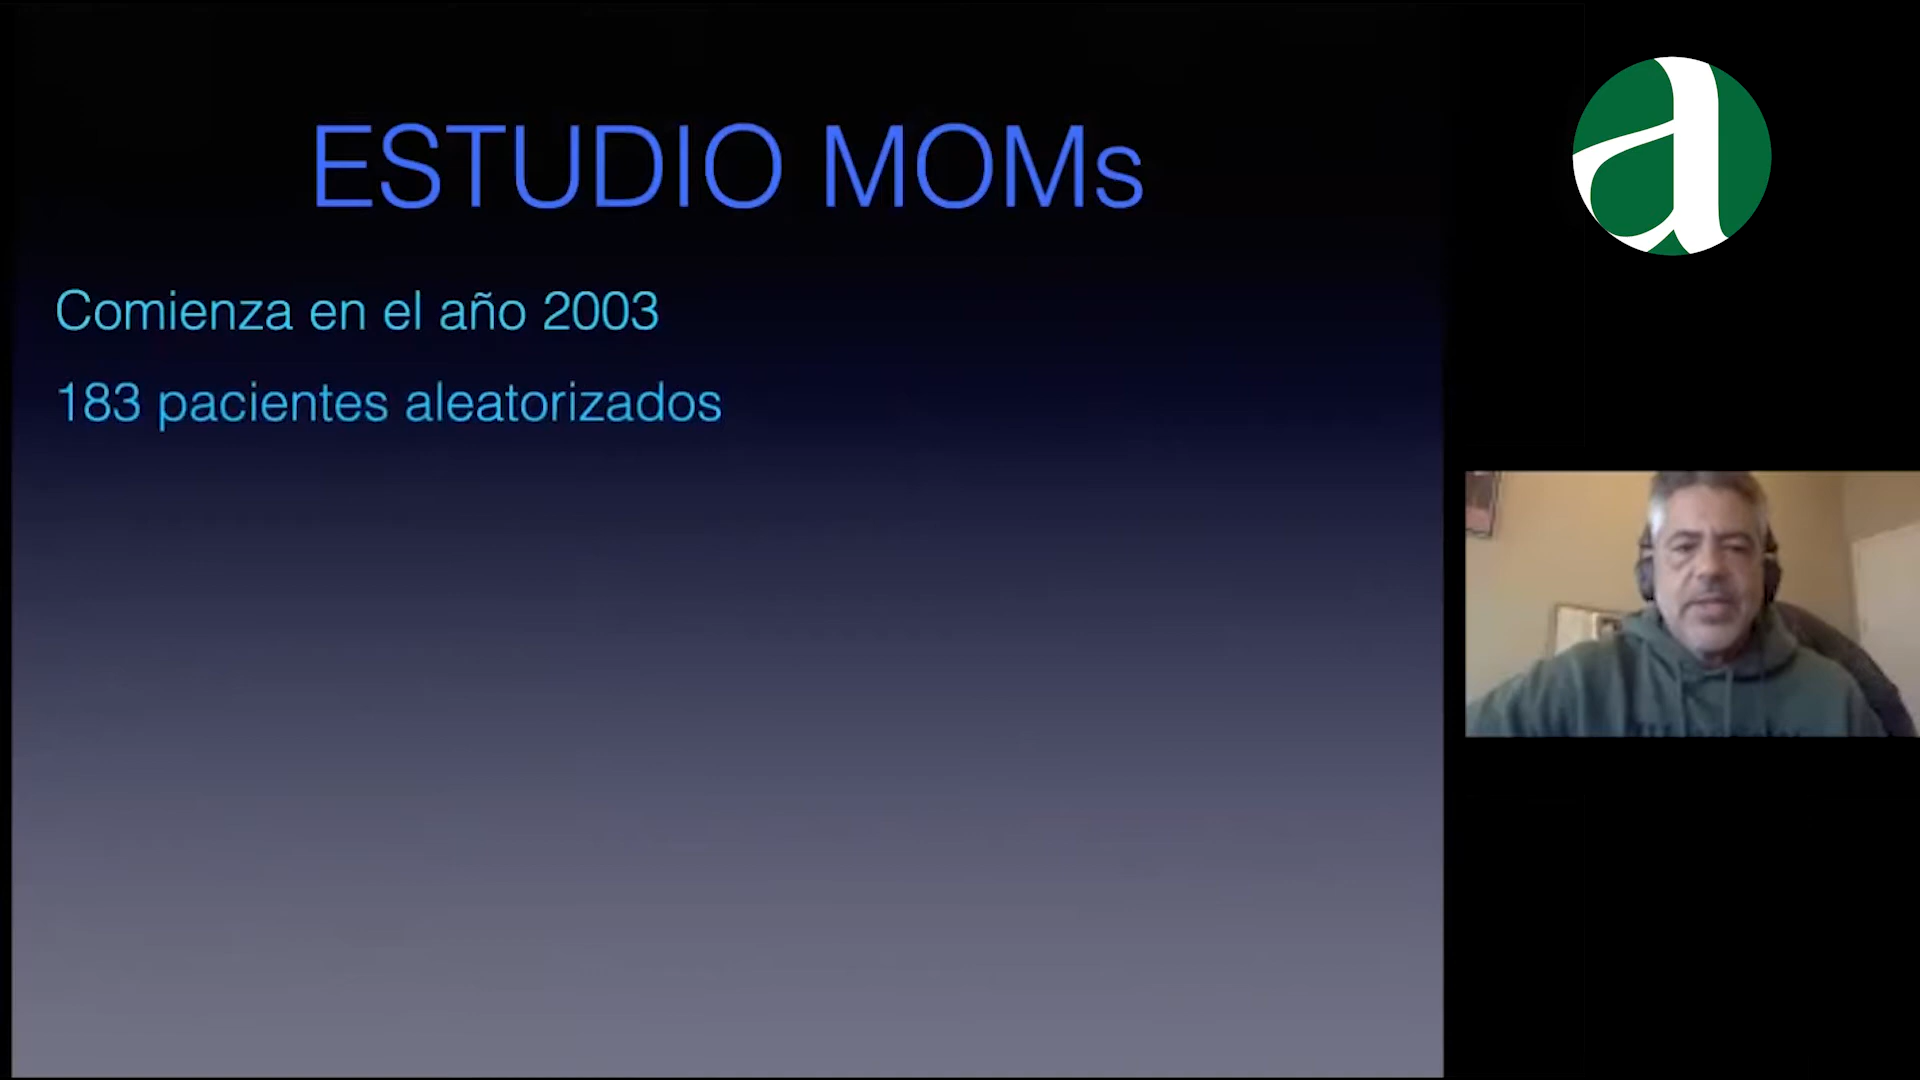 ESTUDIO MOMs
Comienza en el año 2003
183 pacientes aleatorizados
a